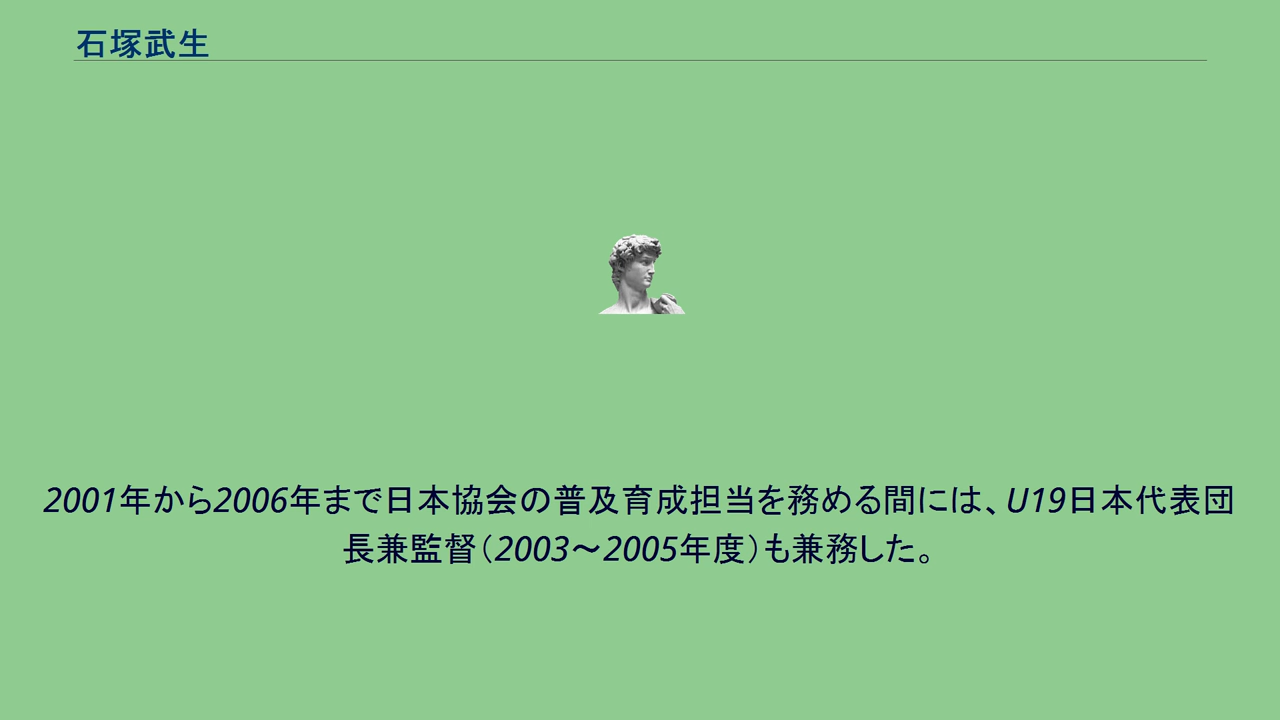 石塚武生
2001年から2006年まで日本協会の普及育成担当を務める間には、U19日本代表団
長兼監督（2003～2005年度）も兼務した。